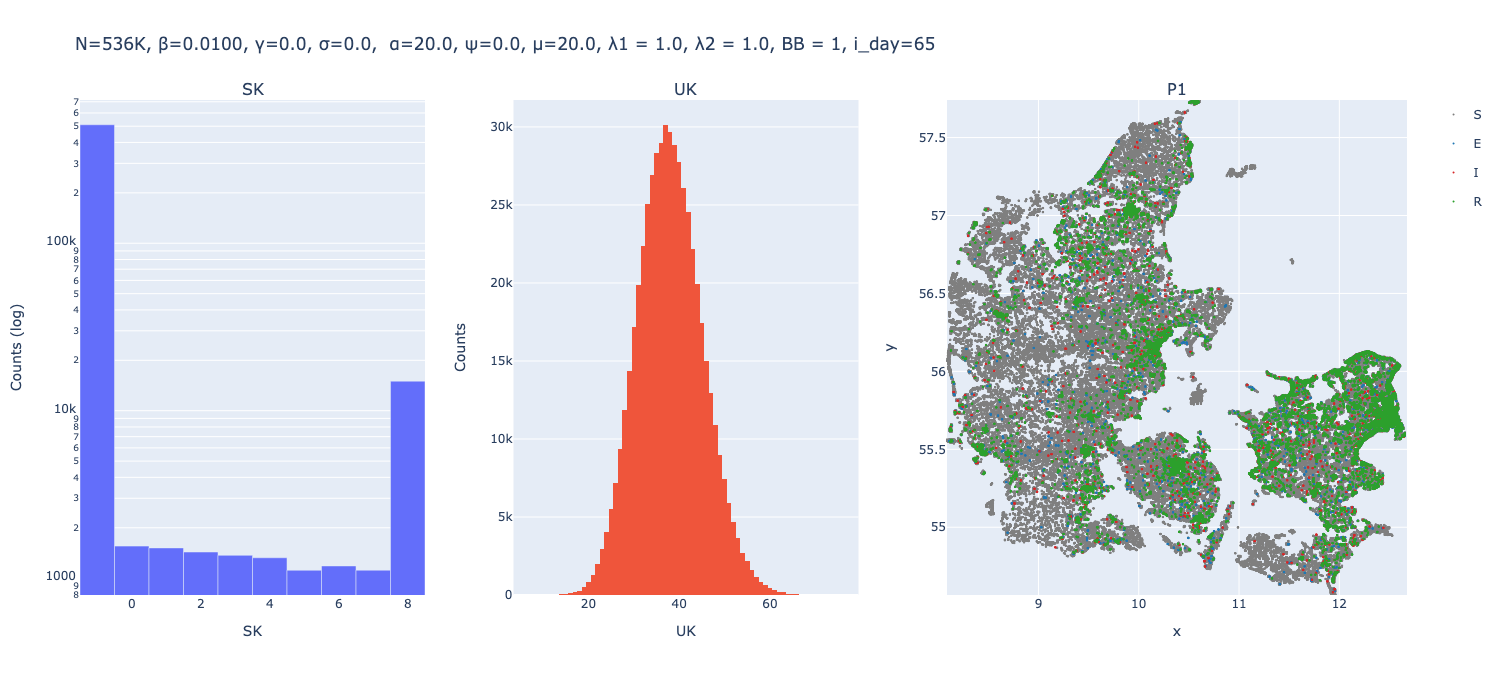 N=536K, β=0.0100, γ=0.0, σ=0.0, α=20.0, ψ=0.0, μ=20.0, λ1 = 1.0, λ2 = 1.0, BB = 1, i_day=65
SK
7
6
5
4
3
2
100k
9
8
7
6
5
4
3
2
10k
9
8
7
6
5
4
3
2
1000
9
8
0
2
4
6
8
SK
Counts (log)
UK
30k
25k
20k
15k
10k
5k
0
20
40
60
UK
Counts
P1
57.5
57
56.5
56
55.5
55
9
10
11
12
x
y
S
E
I
R